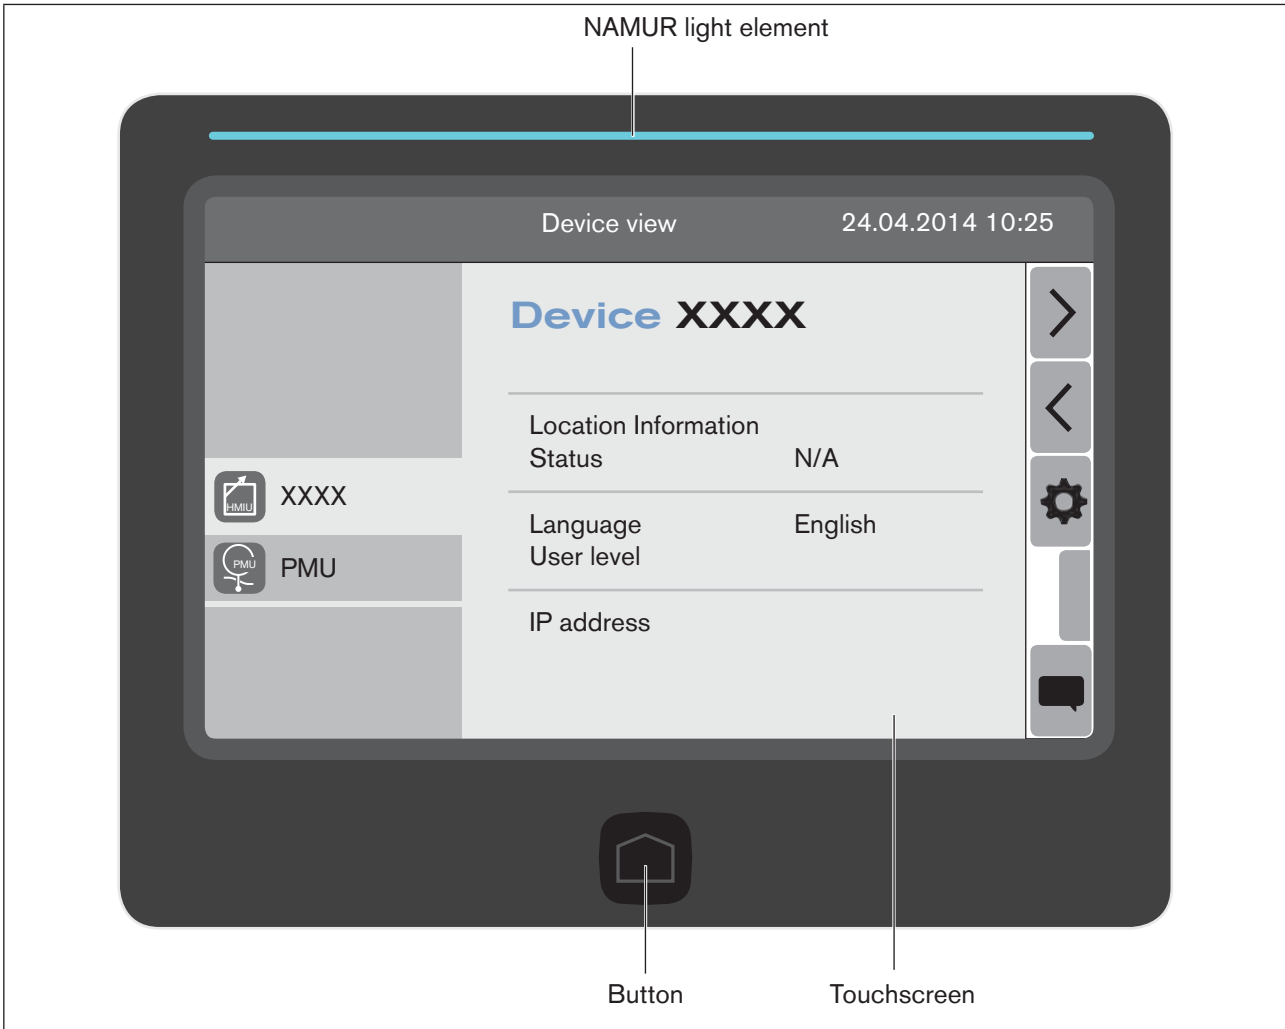 NAMUR light element
Device view 24.04.2014 10:25
Device XXXX
Location Information
Status N/A
HMIU XXXX
Language English
User level
PMU PMU
IP address
Button Touchscreen